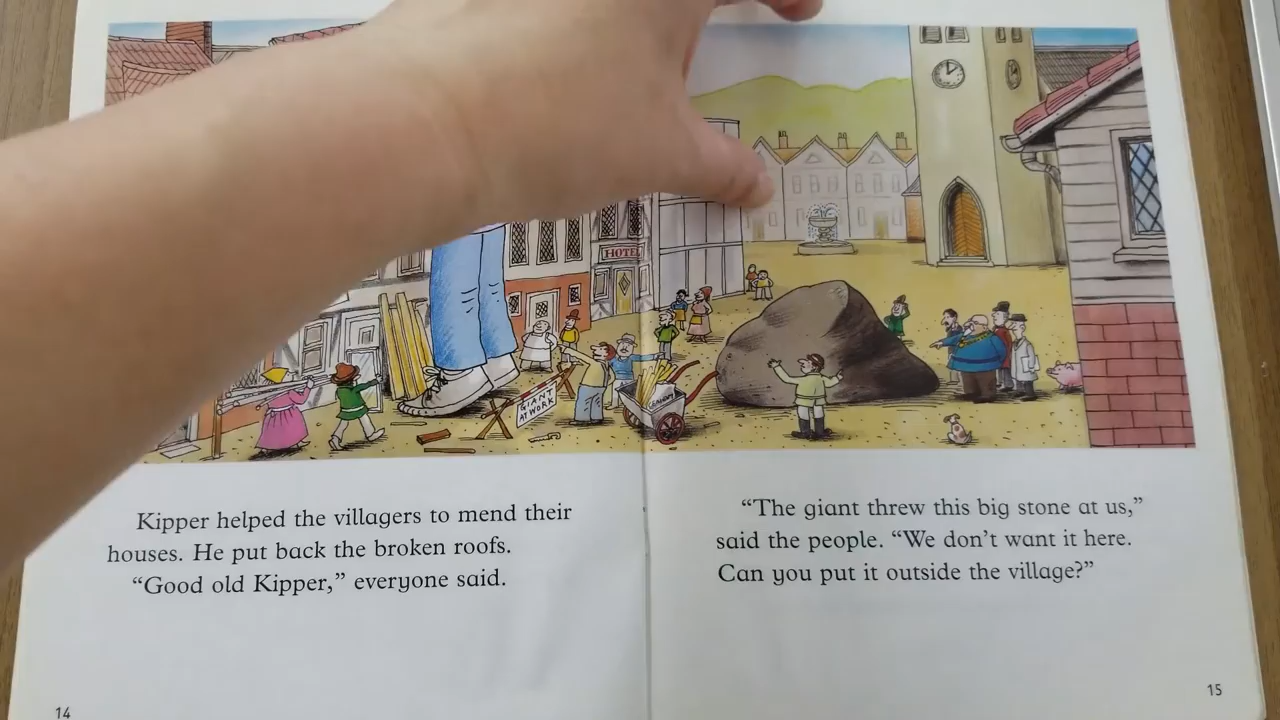 HOTEL
GIANT
AT WORK
Kipper helped the villagers to mend their
houses. He put back the broken roofs.
“Good old Kipper,” everyone said.
14
“The giant threw this big stone at us,”
said the people. “We don’t want it here.
Can you put it outside the village?”
15